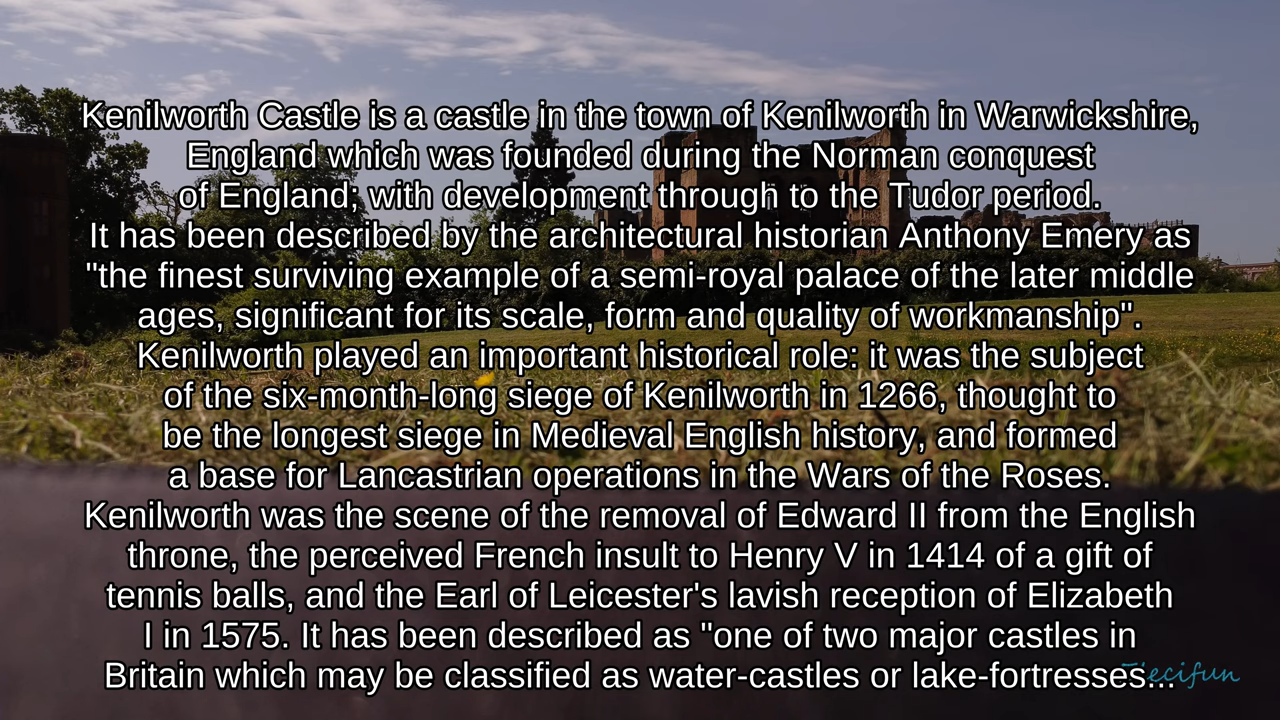 Kenilworth Castle is a castle in the town of Kenilworth in Warwickshire,
England which was founded during the Norman conquest
of England; with development through to the Tudor period.
It has been described by the architectural historian Anthony Emery as
"the finest surviving example of a semi-royal palace of the later middle
ages, significant for its scale, form and quality of workmanship".
Kenilworth played an important historical role: it was the subject
of the six-month-long siege of Kenilworth in 1266, thought to
be the longest siege in Medieval English history, and formed
a base for Lancastrian operations in the Wars of the Roses.
Kenilworth was the scene of the removal of Edward II from the English
throne, the perceived French insult to Henry V in 1414 of a gift of
tennis balls, and the Earl of Leicester's lavish reception of Elizabeth
I in 1575. It has been described as "one of two major castles in
Britain which may be classified as water-castles or lake-fortresses...